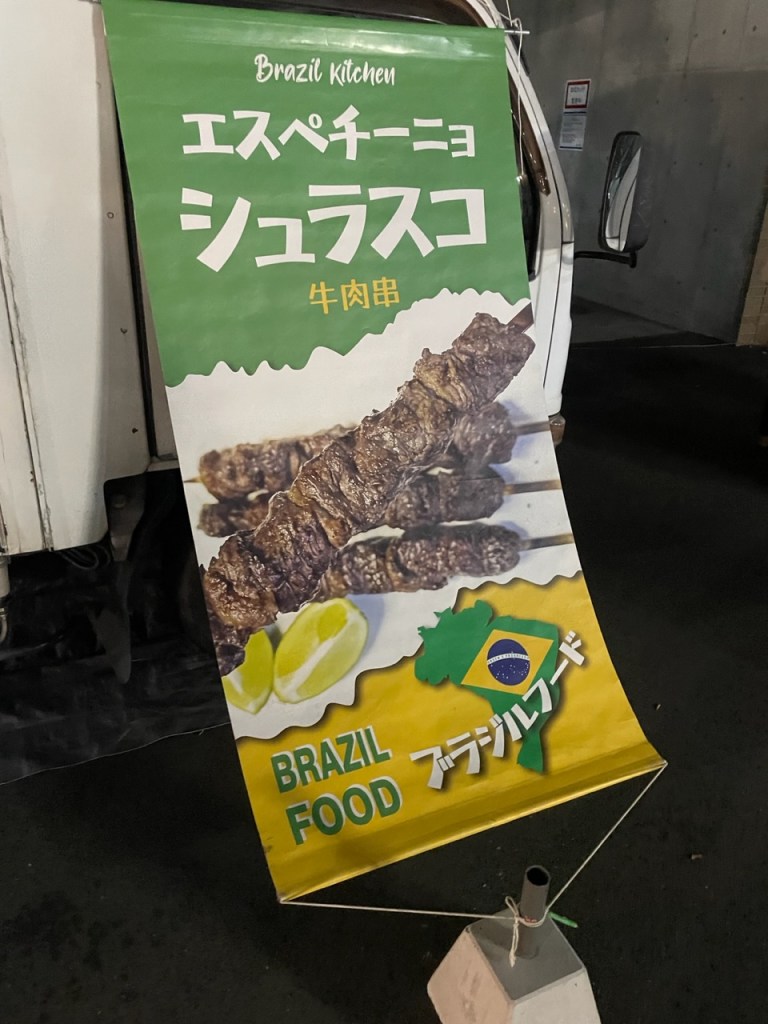 Brazil Kitchen
エスペチーニョ
シュラスコ
牛肉串
BRAZIL
FOOD
ブラジルフード